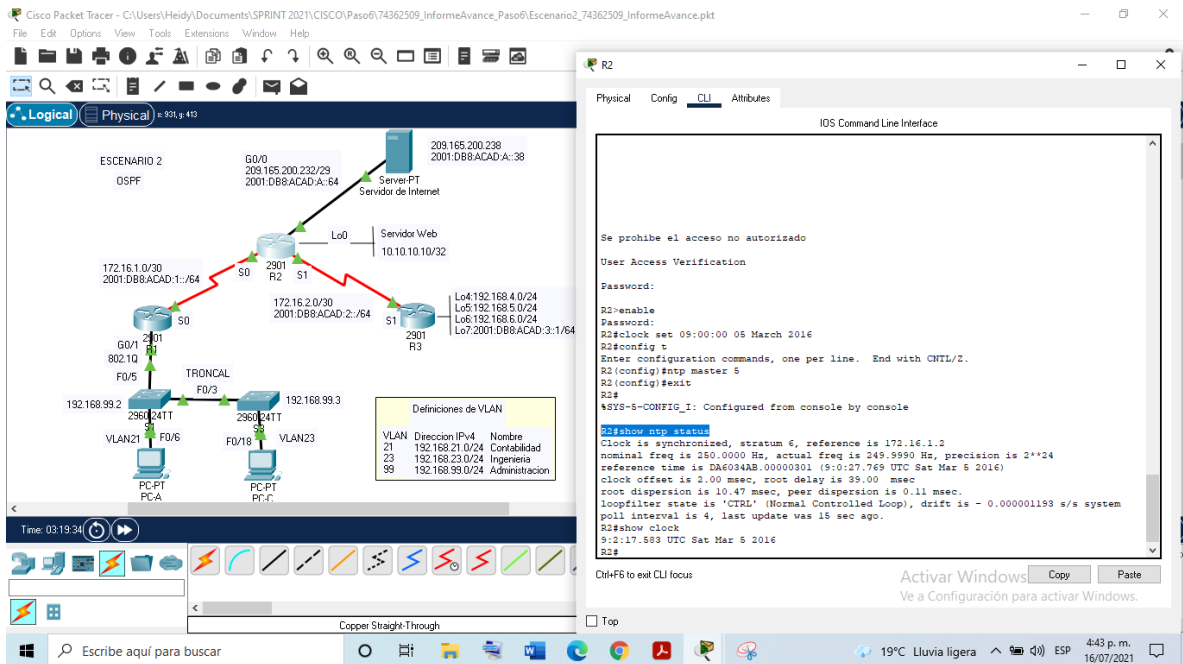 Cisco Packet Tracer - C:\Users\Heidy\Documents\SPRINT 2021\CISCO\Paso6\74362509_InformeAvance_Paso6\Escenario2_74362509_InformeAvance.pkt
File Edit Options View Tools Extensions Window Help
Logical Physical x: 931, y: 413
ESCENARIO 2
OSPF
G0/0
209.165.200.232/29
2001:DB8:ACAD:A::64
209.165.200.238
2001:DB8:ACAD:A::38
Server-PT
Servidor de Internet
Lo0
Servidor Web
10.10.10.10/32
2901
R2
S0
S1
172.16.1.0/30
2001:DB8:ACAD:1::/64
172.16.2.0/30
2001:DB8:ACAD:2::/64
S0
S1
Lo4:192.168.4.0/24
Lo5:192.168.5.0/24
Lo6:192.168.6.0/24
Lo7:2001:DB8:ACAD:3::1/64
2901
R3
2901
R1
G0/1
802.1Q
F0/5
TRONCAL
F0/3
192.168.99.2
192.168.99.3
2960-24TT
S1
2960-24TT
S3
VLAN21
F0/6
F0/18
VLAN23
PC-PT
PC-A
PC-PT
PC-C
Definiciones de VLAN
VLAN Direccion IPv4 Nombre
21 192.168.21.0/24 Contabilidad
23 192.168.23.0/24 Ingenieria
99 192.168.99.0/24 Administracion
Time: 03:19:34
Copper Straight-Through
R2
Physical Config CLI Attributes
IOS Command Line Interface
Se prohibe el acceso no autorizado
User Access Verification
Password:
R2>enable
Password:
R2#clock set 09:00:00 05 March 2016
R2#config t
Enter configuration commands, one per line. End with CNTL/Z.
R2(config)#ntp master 5
R2(config)#exit
R2#
%SYS-5-CONFIG_I: Configured from console by console
R2#show ntp status
Clock is synchronized, stratum 6, reference is 172.16.1.2
nominal freq is 250.0000 Hz, actual freq is 249.9990 Hz, precision is 2**24
reference time is DA6034AB.00000301 (9:0:27.769 UTC Sat Mar 5 2016)
clock offset is 2.00 msec, root delay is 39.00 msec
root dispersion is 10.47 msec, peer dispersion is 0.11 msec.
loopfilter state is 'CTRL' (Normal Controlled Loop), drift is - 0.000001193 s/s system
poll interval is 4, last update was 15 sec ago.
R2#show clock
9:2:17.583 UTC Sat Mar 5 2016
R2#
Ctrl+F6 to exit CLI focus
Copy
Paste
Activar Windows
Ve a Configuración para activar Windows.
Top
Escribe aquí para buscar
19°C Lluvia ligera
ESP
4:43 p. m.
16/07/2021